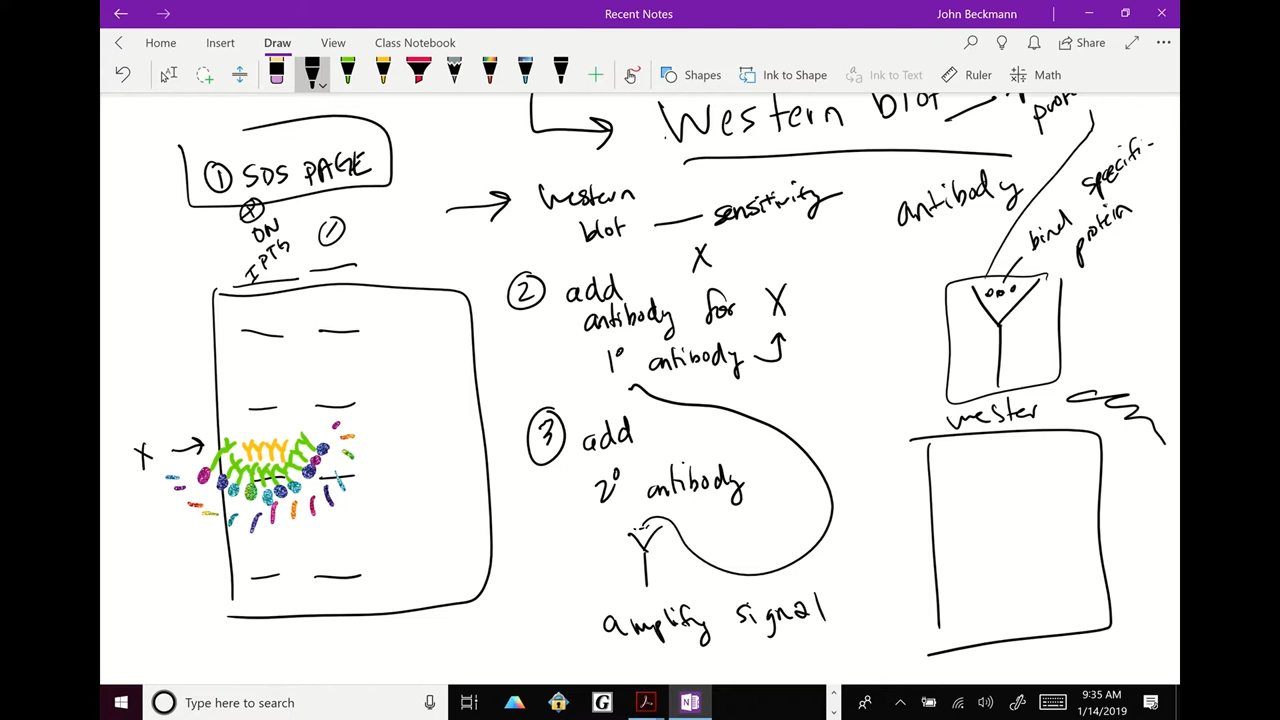 Recent Notes
John Beckmann
Home
Insert
Draw
View
Class Notebook
Share
Shapes
Ink to Shape
Ink to Text
Ruler
Math
Western blot
① SDS PAGE
ON
IPTG
western
blot — sensitivity
X
antibody
bind specific
protein
② add
antibody for X
1° antibody
X →
③ add
2° antibody
amplify signal
wester
Type here to search
9:35 AM
1/14/2019